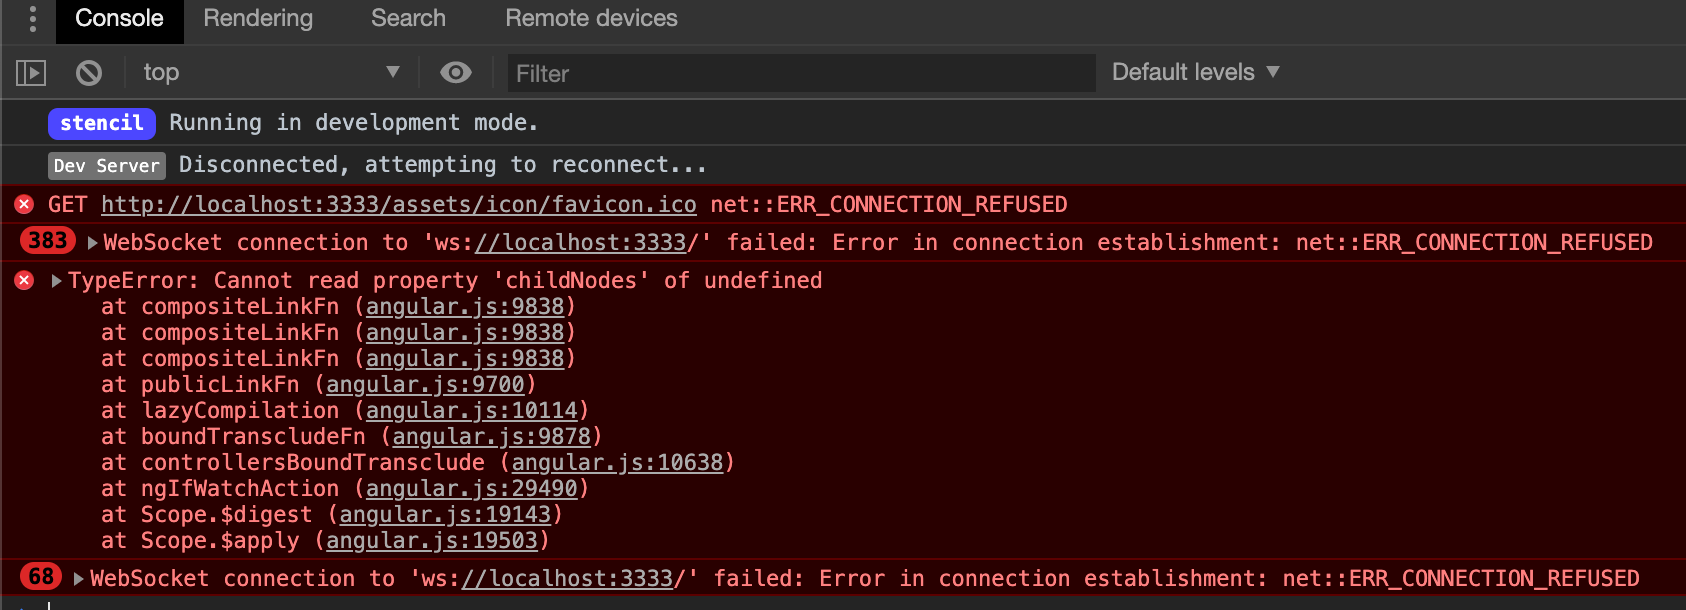 Console Rendering Search Remote devices
top Filter Default levels
stencil Running in development mode.
Dev Server Disconnected, attempting to reconnect...
GET http://localhost:3333/assets/icon/favicon.ico net::ERR_CONNECTION_REFUSED
383 WebSocket connection to 'ws://localhost:3333/' failed: Error in connection establishment: net::ERR_CONNECTION_REFUSED
TypeError: Cannot read property 'childNodes' of undefined
at compositeLinkFn (angular.js:9838)
at compositeLinkFn (angular.js:9838)
at compositeLinkFn (angular.js:9838)
at publicLinkFn (angular.js:9700)
at lazyCompilation (angular.js:10114)
at boundTranscludeFn (angular.js:9878)
at controllersBoundTransclude (angular.js:10638)
at ngIfWatchAction (angular.js:29490)
at Scope.$digest (angular.js:19143)
at Scope.$apply (angular.js:19503)
68 WebSocket connection to 'ws://localhost:3333/' failed: Error in connection establishment: net::ERR_CONNECTION_REFUSED